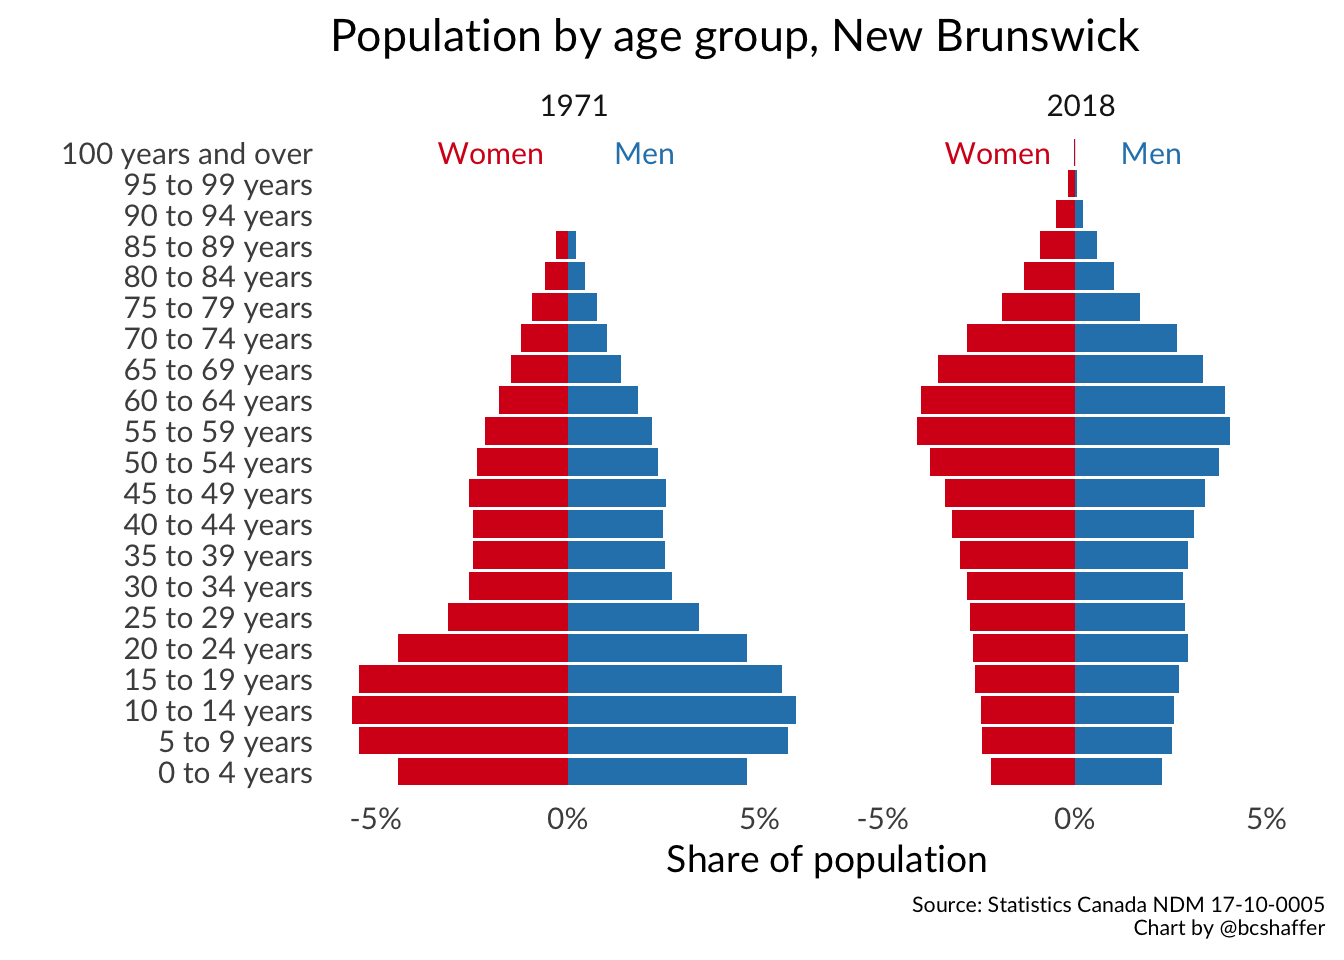 Population by age group, New Brunswick
1971
2018
Women Men
Women Men
100 years and over
95 to 99 years
90 to 94 years
85 to 89 years
80 to 84 years
75 to 79 years
70 to 74 years
65 to 69 years
60 to 64 years
55 to 59 years
50 to 54 years
45 to 49 years
40 to 44 years
35 to 39 years
30 to 34 years
25 to 29 years
20 to 24 years
15 to 19 years
10 to 14 years
5 to 9 years
0 to 4 years
-5% 0% 5%
-5% 0% 5%
Share of population
Source: Statistics Canada NDM 17-10-0005
Chart by @bcshaffer